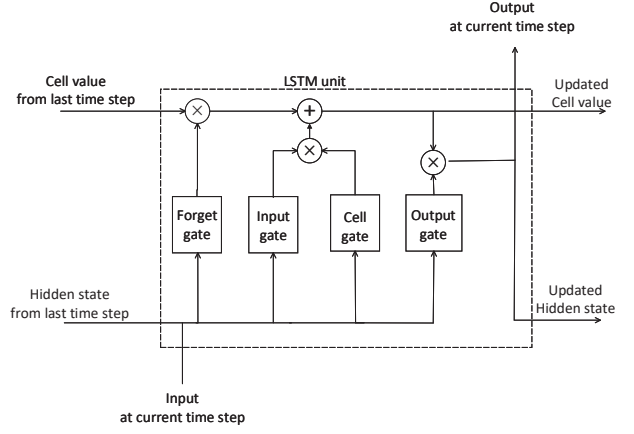 Output
at current time step
Cell value
from last time step
LSTM unit
Updated
Cell value
×
+
×
×
Forget
gate
Input
gate
Cell
gate
Output
gate
Hidden state
from last time step
Updated
Hidden state
Input
at current time step